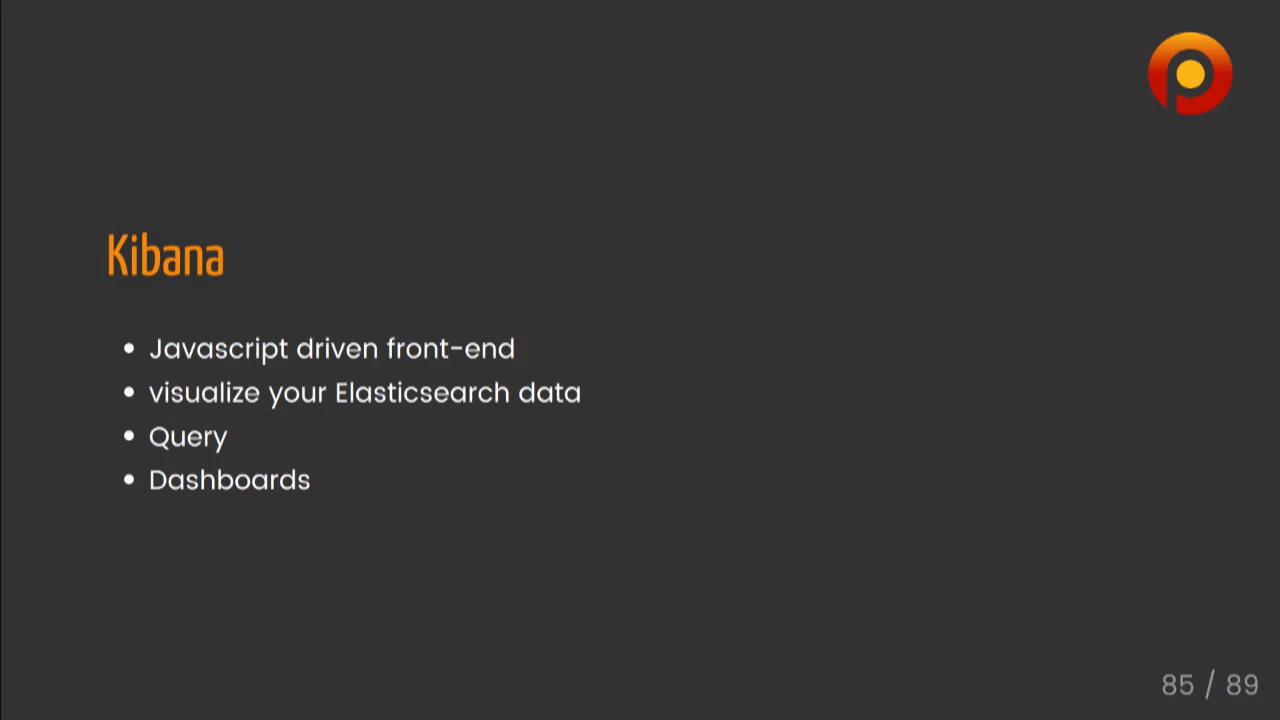 Kibana
Javascript driven front-end
visualize your Elasticsearch data
Query
Dashboards
85 / 89